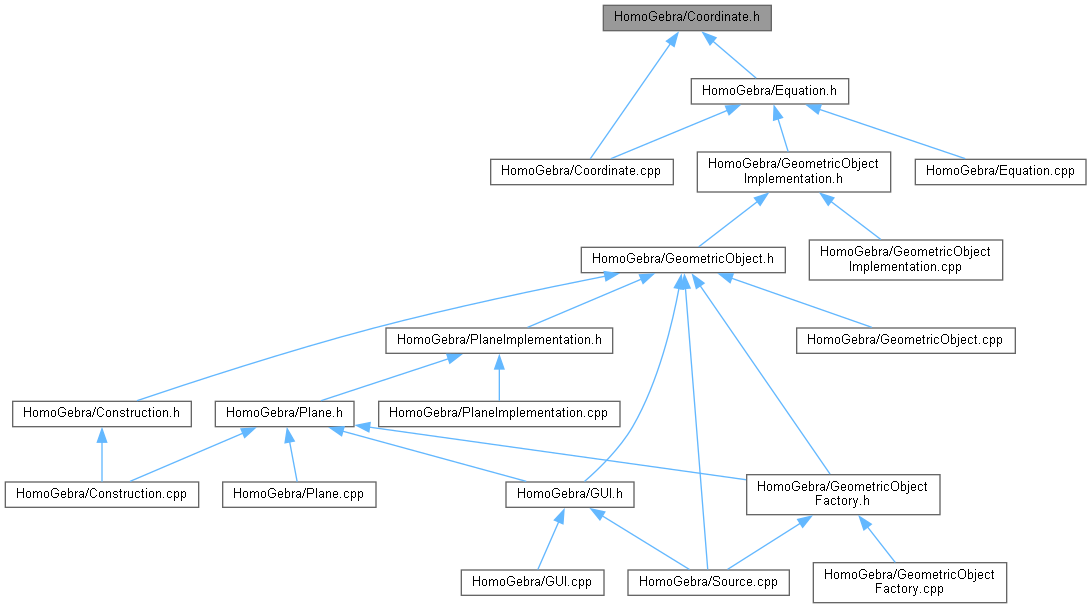 HomoGebra/Coordinate.h
HomoGebra/Equation.h
HomoGebra/Coordinate.cpp
HomoGebra/GeometricObject
Implementation.h
HomoGebra/Equation.cpp
HomoGebra/GeometricObject.h
HomoGebra/GeometricObject
Implementation.cpp
HomoGebra/PlaneImplementation.h
HomoGebra/GeometricObject.cpp
HomoGebra/Construction.h
HomoGebra/Plane.h
HomoGebra/PlaneImplementation.cpp
HomoGebra/Construction.cpp
HomoGebra/Plane.cpp
HomoGebra/GUI.h
HomoGebra/GeometricObject
Factory.h
HomoGebra/GUI.cpp
HomoGebra/Source.cpp
HomoGebra/GeometricObject
Factory.cpp